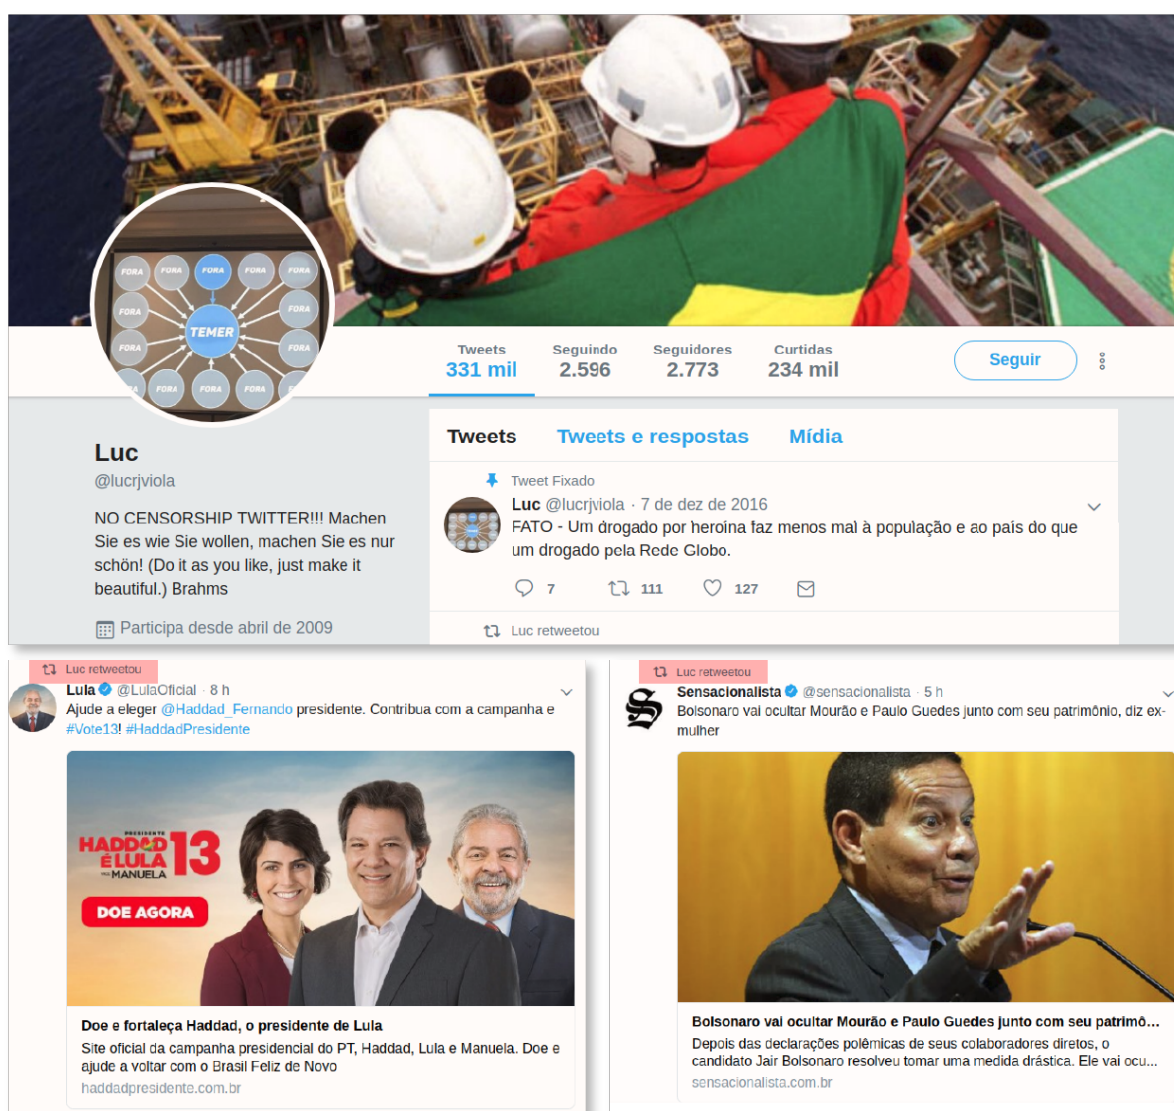 FORA FORA FORA FORA FORA
FORA FORA
TEMER
FORA FORA
FORA FORA FORA FORA
Tweets Seguindo Seguidores Curtidas
331 mil 2.596 2.773 234 mil
Seguir
Luc
@lucrjviola
NO CENSORSHIP TWITTER!!! Machen
Sie es wie Sie wollen, machen Sie es nur
schön! (Do it as you like, just make it
beautiful.) Brahms
Participa desde abril de 2009
Tweets Tweets e respostas Mídia
Tweet Fixado
Luc @lucrjviola · 7 de dez de 2016
FATO - Um drogado por heroina faz menos mal à população e ao país do que
um drogado pela Rede Globo.
7 111 127
Luc retweetou
Luc retweetou
Lula @LulaOficial · 8 h
Ajude a eleger @Haddad_Fernando presidente. Contribua com a campanha e
#Vote13! #HaddadPresidente
PRESIDENTE
HADDAD 13
É LULA
MANUELA
DOE AGORA
Doe e fortaleça Haddad, o presidente de Lula
Site oficial da campanha presidencial do PT, Haddad, Lula e Manuela. Doe e
ajude a voltar com o Brasil Feliz de Novo
haddadpresidente.com.br
Luc retweetou
S
Sensacionalista @sensacionalista · 5 h
Bolsonaro vai ocultar Mourão e Paulo Guedes junto com seu patrimônio, diz ex-
mulher
Bolsonaro vai ocultar Mourão e Paulo Guedes junto com seu patrimô...
Depois das declarações polêmicas de seus colaboradores diretos, o
candidato Jair Bolsonaro resolveu tomar uma medida drástica. Ele vai ocu...
sensacionalista.com.br